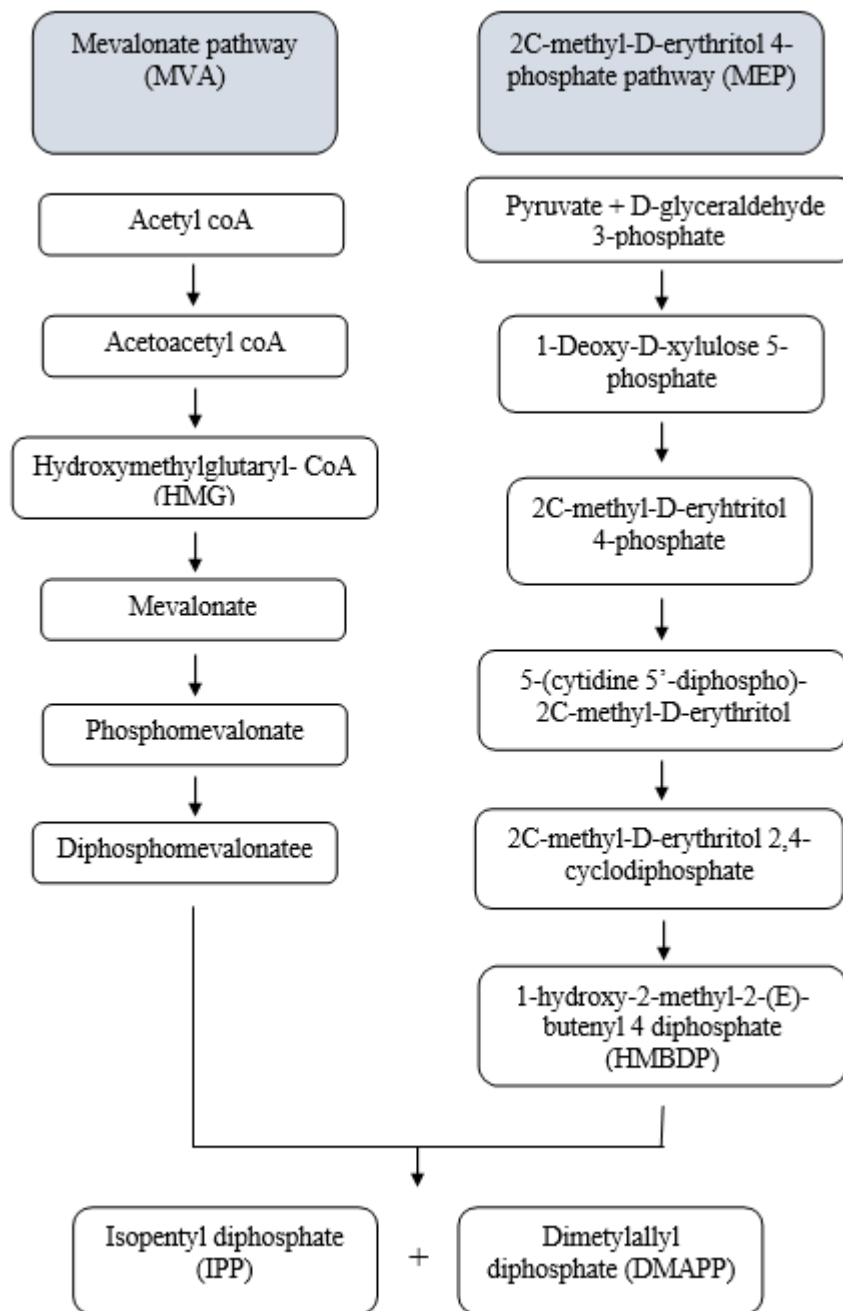 Mevalonate pathway
(MVA)
2C-methyl-D-erythritol 4-
phosphate pathway (MEP)
Acetyl coA
Acetoacetyl coA
Hydroxymethylglutaryl- CoA
(HMG)
Mevalonate
Phosphomevalonate
Diphosphomevalonatee
Pyruvate + D-glyceraldehyde
3-phosphate
1-Deoxy-D-xylulose 5-
phosphate
2C-methyl-D-eryhtritol
4-phosphate
5-(cytidine 5’-diphospho)-
2C-methyl-D-erythritol
2C-methyl-D-erythritol 2,4-
cyclodiphosphate
1-hydroxy-2-methyl-2-(E)-
butenyl 4 diphosphate
(HMBDP)
Isopentyl diphosphate
(IPP)
+
Dimetylallyl
diphosphate (DMAPP)